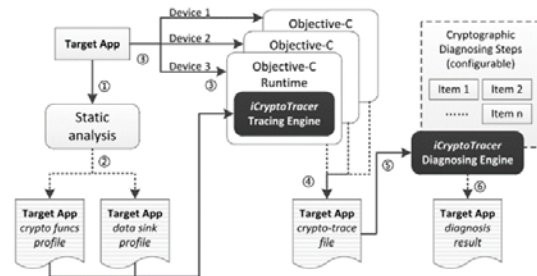 Device 1
Objective-C
Device 2
Objective-C
Target App
③
Device 3
③
Objective-C
Runtime
iCryptoTracer
Tracing Engine
Cryptographic
Diagnosing Steps
(configurable)
Item 1
Item 2
……
Item n
①
Static
analysis
②
iCryptoTracer
Diagnosing Engine
④
⑤
⑥
Target App
crypto funcs
profile
Target App
data sink
profile
Target App
crypto-trace
file
Target App
diagnosis
result